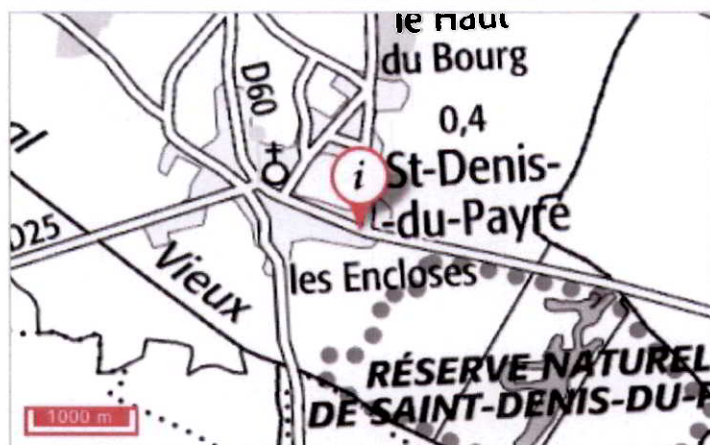 le Haut
du Bourg
D60
0,4
i
St-Denis-
-du-Payré
D25
Vieux
les Encloses
RÉSERVE NATUREL
DE SAINT-DENIS-DU-P
1000 m